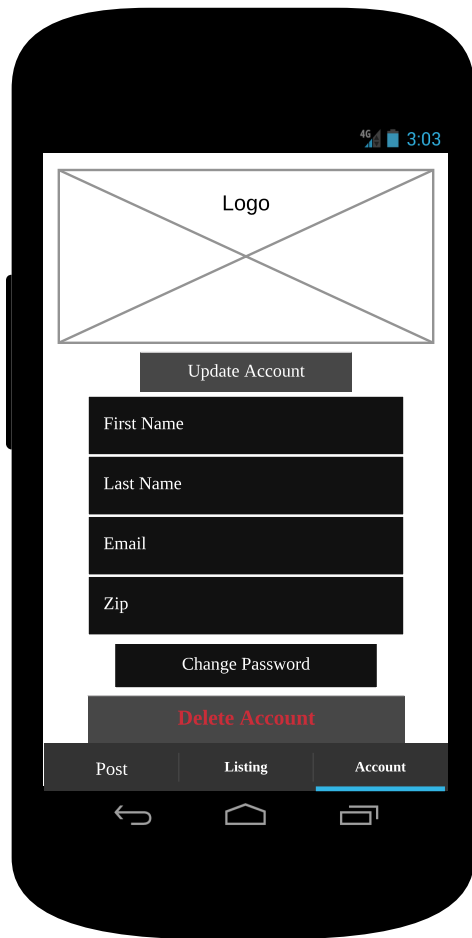 4G 3:03
Logo
Update Account
First Name
Last Name
Email
Zip
Change Password
Delete Account
Post Listing Account